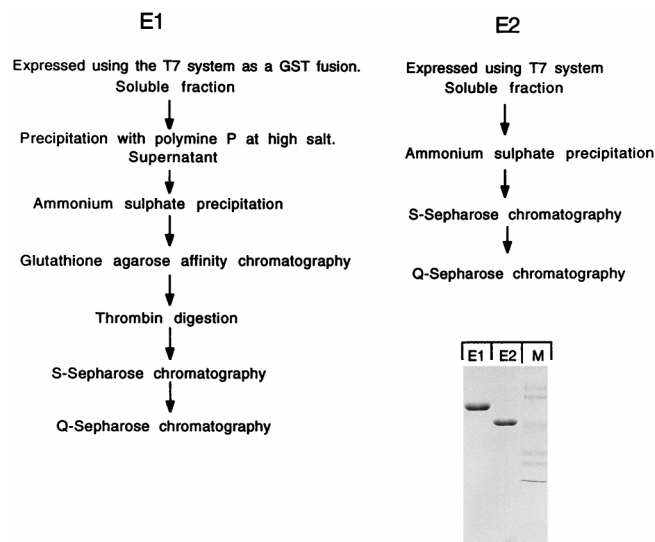 E1
Expressed using the T7 system as a GST fusion.
Soluble fraction
Precipitation with polymine P at high salt.
Supernatant
Ammonium sulphate precipitation
Glutathione agarose affinity chromatography
Thrombin digestion
S-Sepharose chromatography
Q-Sepharose chromatography
E2
Expressed using T7 system
Soluble fraction
Ammonium sulphate precipitation
S-Sepharose chromatography
Q-Sepharose chromatography
E1 E2 M